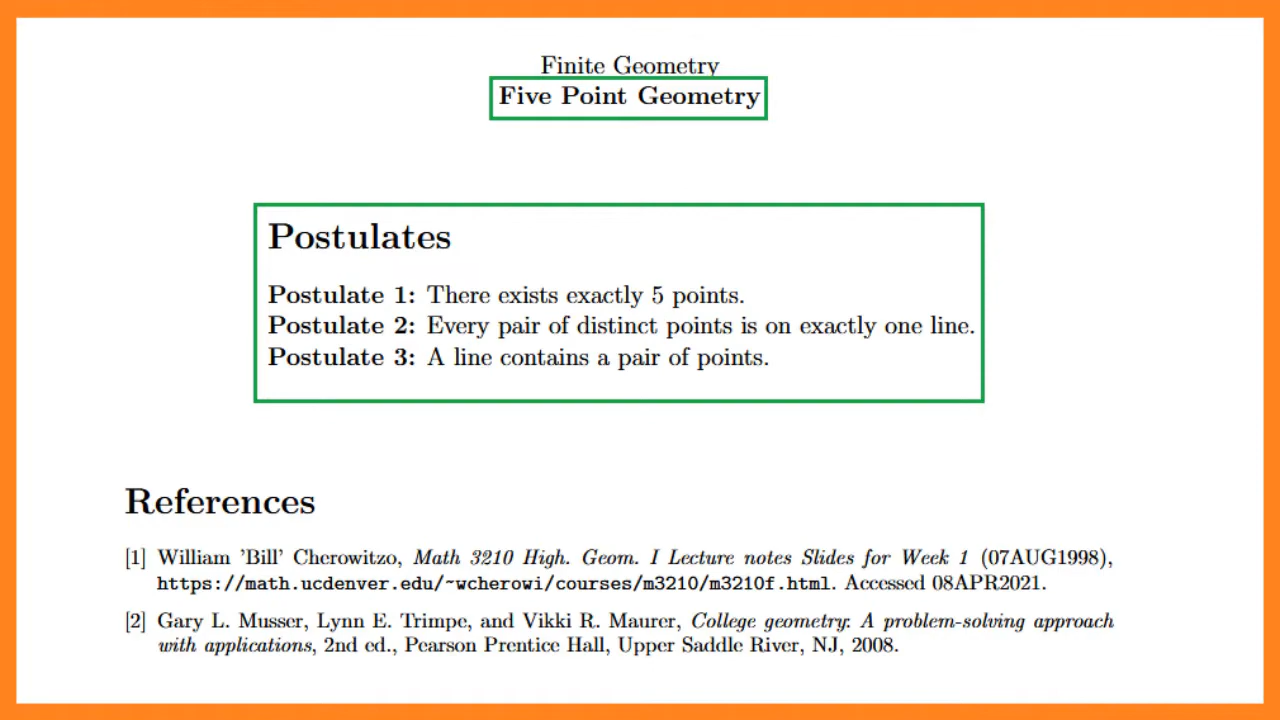 Finite Geometry
Five Point Geometry
Postulates
Postulate 1: There exists exactly 5 points.
Postulate 2: Every pair of distinct points is on exactly one line.
Postulate 3: A line contains a pair of points.
References
[1] William 'Bill' Cherowitzo, Math 3210 High. Geom. I Lecture notes Slides for Week 1 (07AUG1998),
https://math.ucdenver.edu/~wcherowi/courses/m3210/m3210f.html. Accessed 08APR2021.
[2] Gary L. Musser, Lynn E. Trimpe, and Vikki R. Maurer, College geometry: A problem-solving approach
with applications, 2nd ed., Pearson Prentice Hall, Upper Saddle River, NJ, 2008.